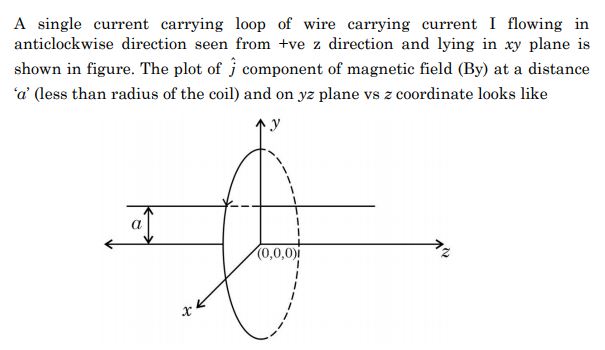 A single current carrying loop of wire carrying current I flowing in
anticlockwise direction seen from +ve z direction and lying in xy plane is
shown in figure. The plot of ĵ component of magnetic field (By) at a distance
‘a’ (less than radius of the coil) and on yz plane vs z coordinate looks like
y
a
(0,0,0)
z
x